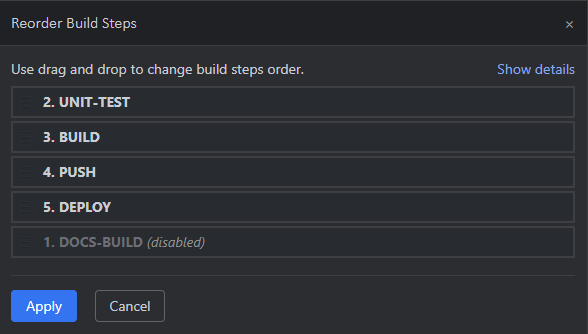 Reorder Build Steps
×
Use drag and drop to change build steps order.
Show details
2. UNIT-TEST
3. BUILD
4. PUSH
5. DEPLOY
1. DOCS-BUILD (disabled)
Apply
Cancel